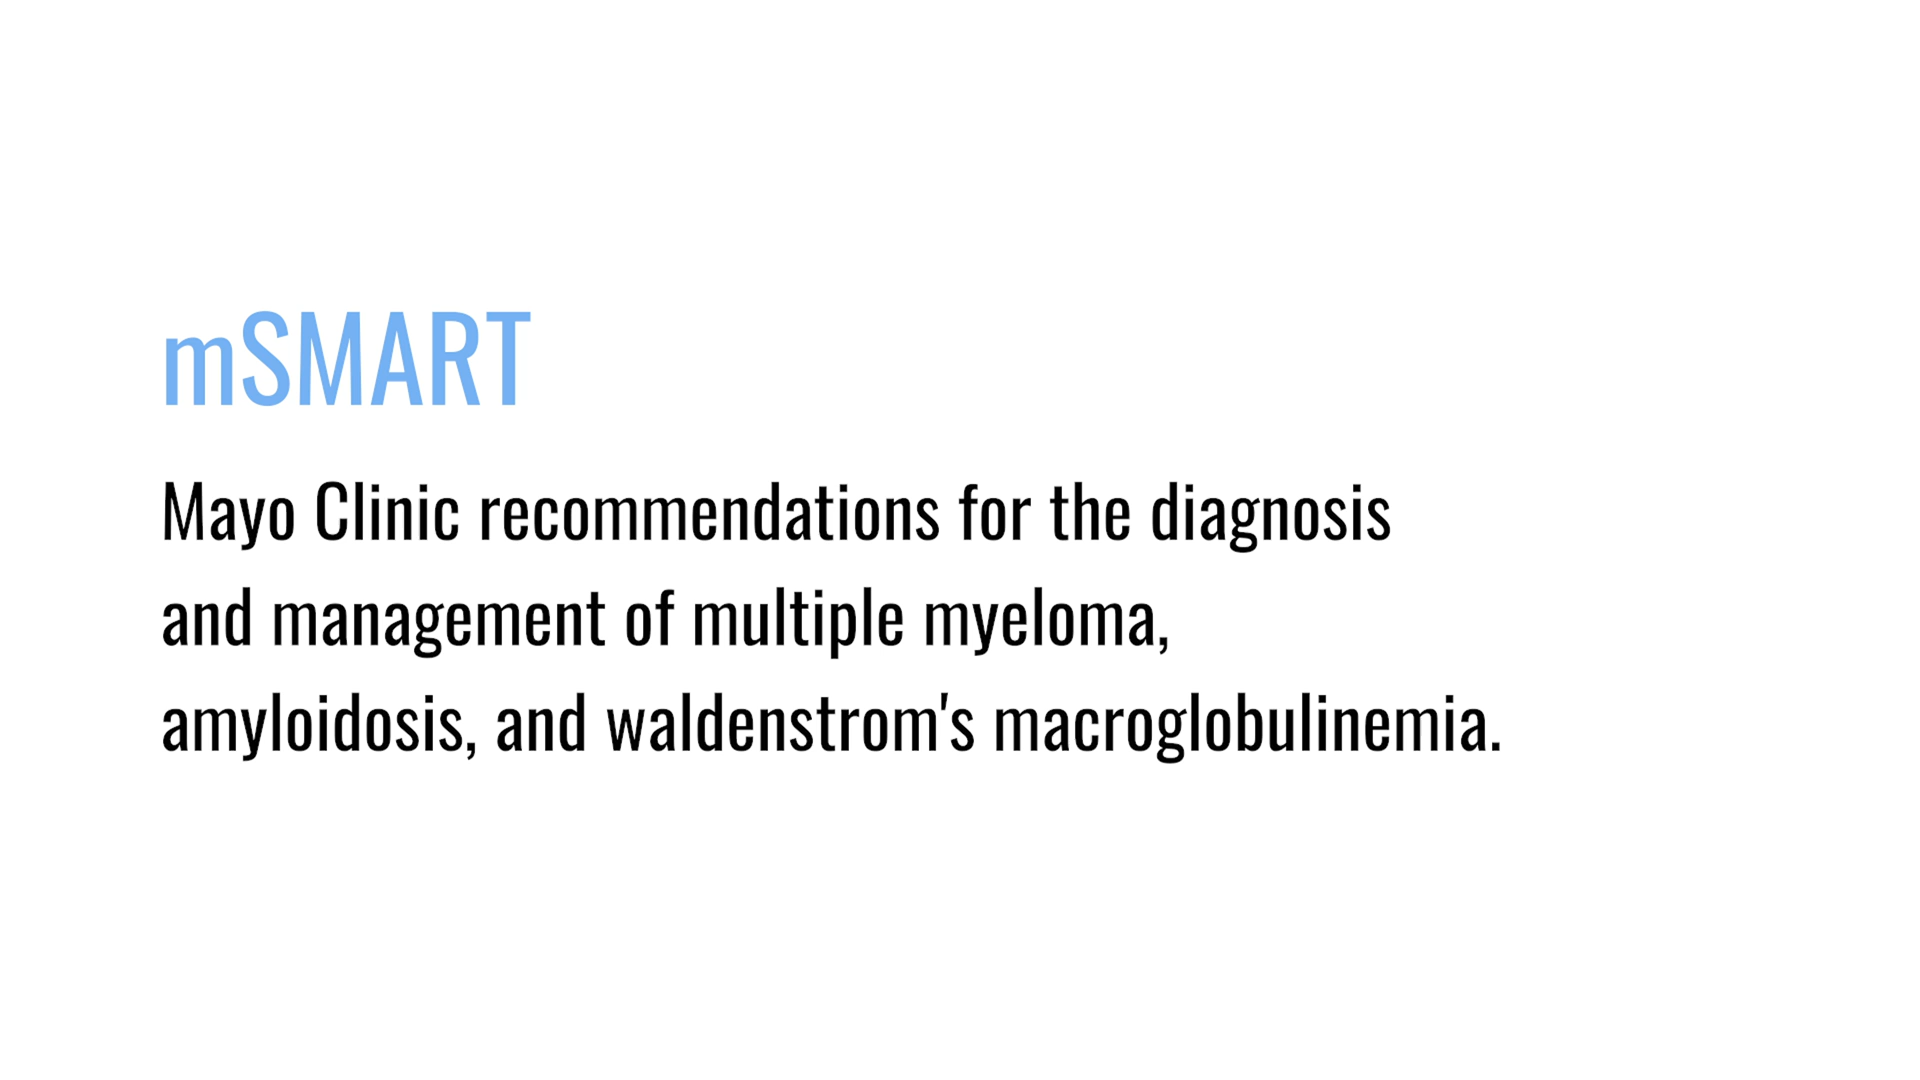 mSMART
Mayo Clinic recommendations for the diagnosis
and management of multiple myeloma,
amyloidosis, and waldenstrom's macroglobulinemia.